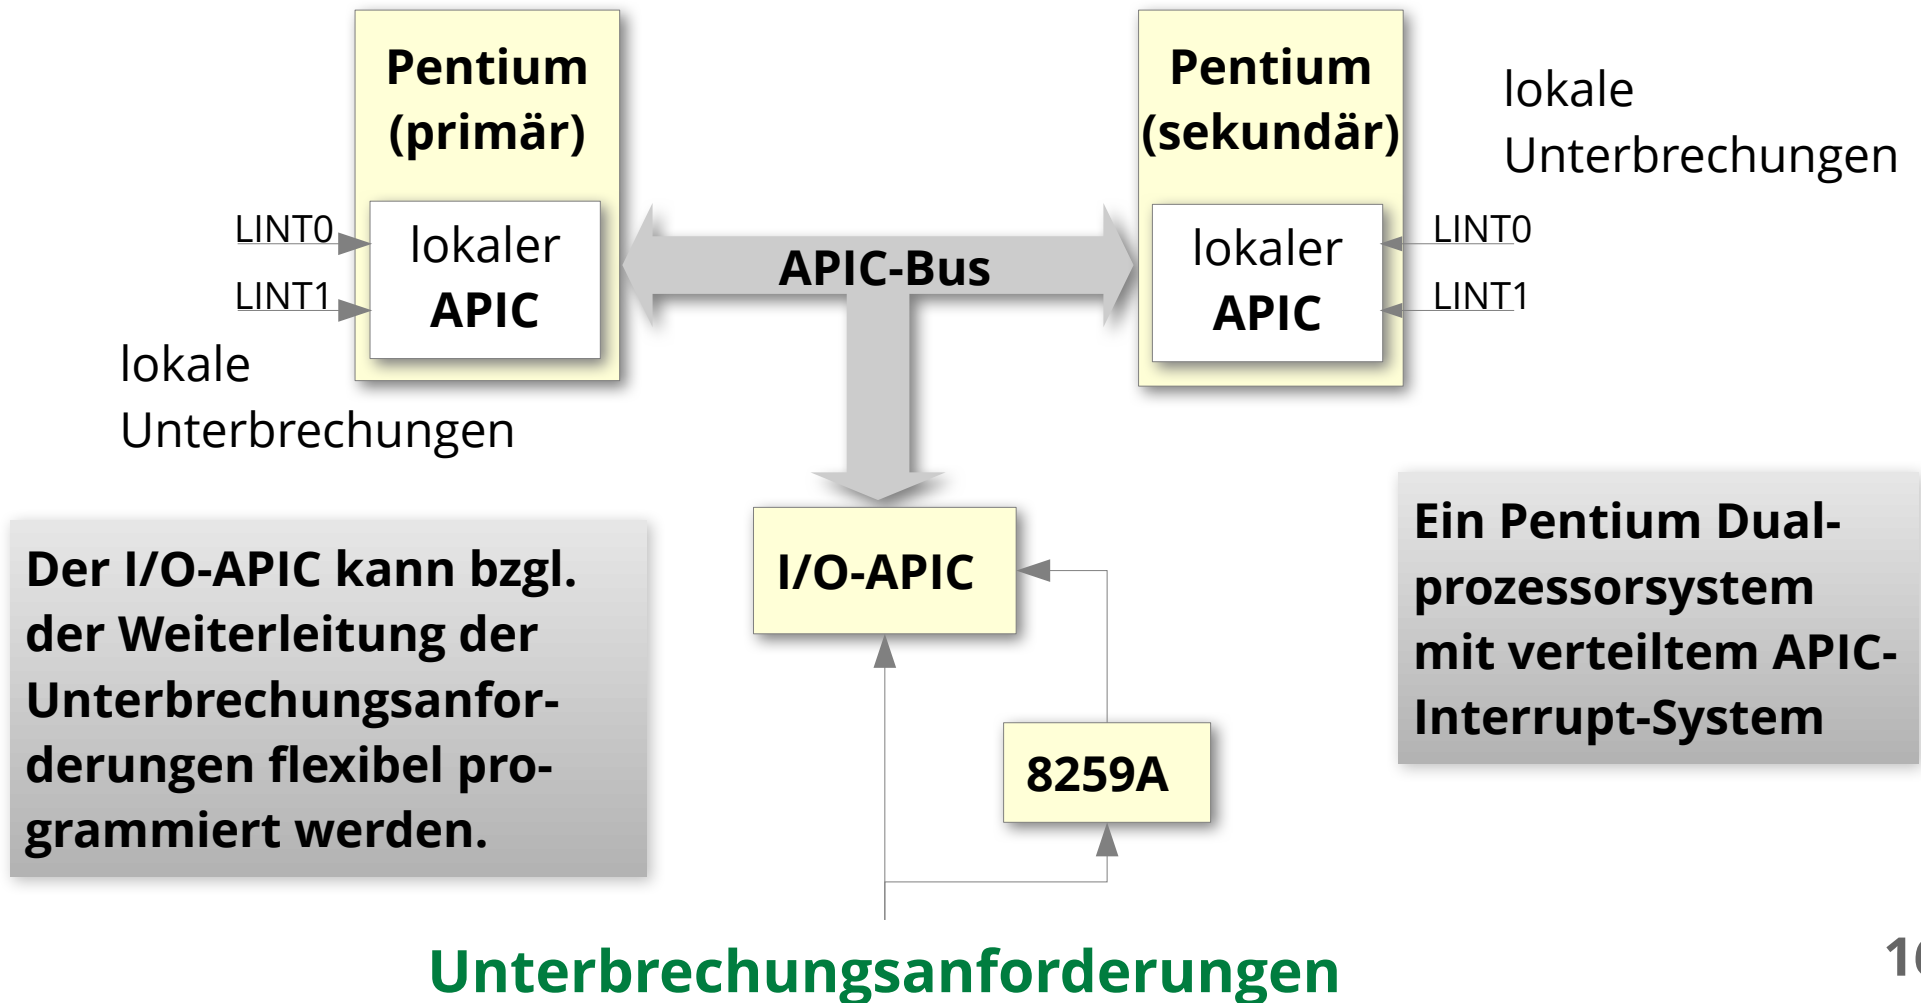 Pentium
(primär)
LINT0
LINT1
lokaler
APIC
lokale
Unterbrechungen
APIC-Bus
Pentium
(sekundär)
lokaler
APIC
LINT0
LINT1
lokale
Unterbrechungen
Der I/O-APIC kann bzgl.
der Weiterleitung der
Unterbrechungsanfor-
derungen flexibel pro-
grammiert werden.
I/O-APIC
8259A
Ein Pentium Dual-
prozessorsystem
mit verteiltem APIC-
Interrupt-System
Unterbrechungsanforderungen